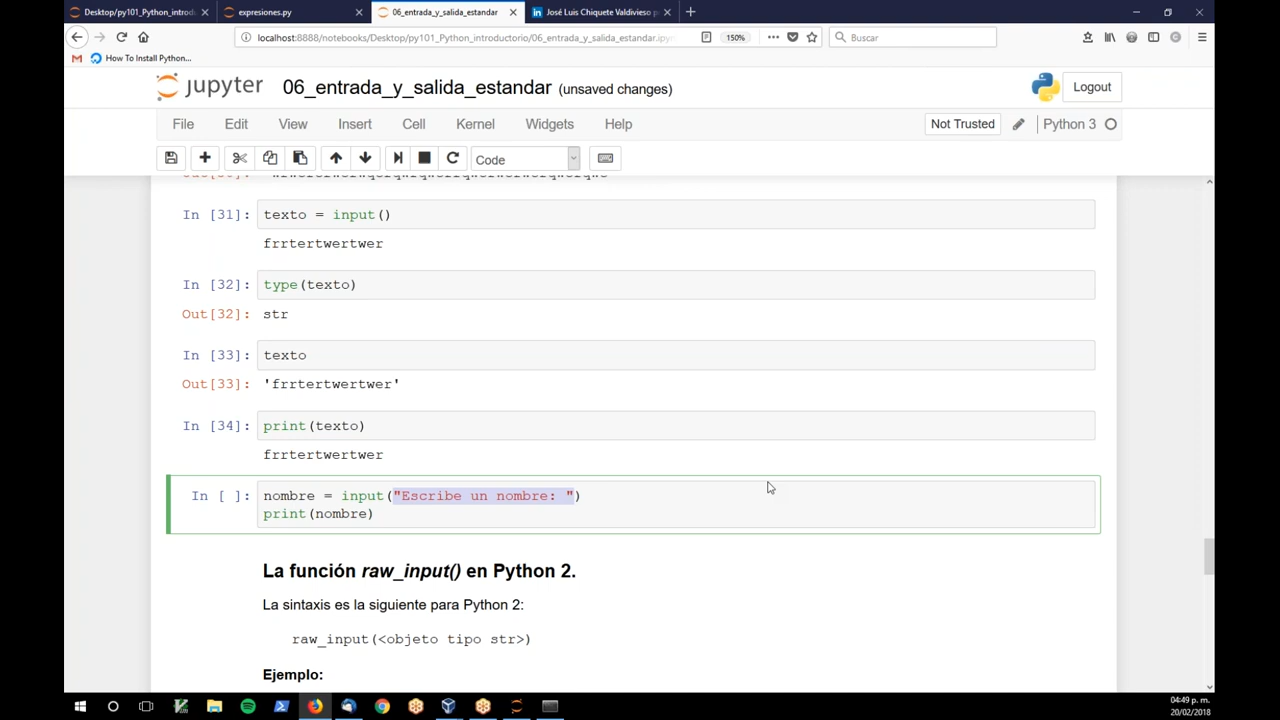 Desktop/py101_Python_introdu
expresiones.py
06_entrada_y_salida_estandar
José Luis Chiquete Valdivieso p
localhost:8888/notebooks/Desktop/py101_Python_introductorio/06_entrada_y_salida_estandar.ipyn
150%
Buscar
How To Install Python...
jupyter 06_entrada_y_salida_estandar (unsaved changes)
Logout
File Edit View Insert Cell Kernel Widgets Help
Not Trusted
Python 3
Code
In [31]: texto = input()
frrtertwertwer
In [32]: type(texto)
Out[32]: str
In [33]: texto
Out[33]: 'frrtertwertwer'
In [34]: print(texto)
frrtertwertwer
In [ ]: nombre = input("Escribe un nombre: ")
print(nombre)
La función raw_input() en Python 2.
La sintaxis es la siguiente para Python 2:
raw_input(<objeto tipo str>)
Ejemplo:
04:49 p. m.
20/02/2018